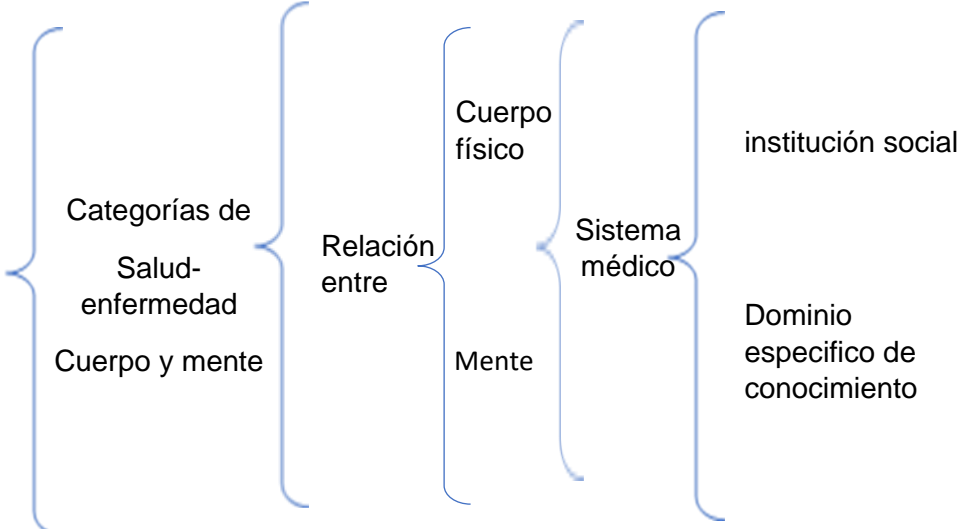 Categorías de
Salud-
enfermedad
Cuerpo y mente
Relación
entre
Cuerpo
físico
Mente
Sistema
médico
institución social
Dominio
especifico de
conocimiento